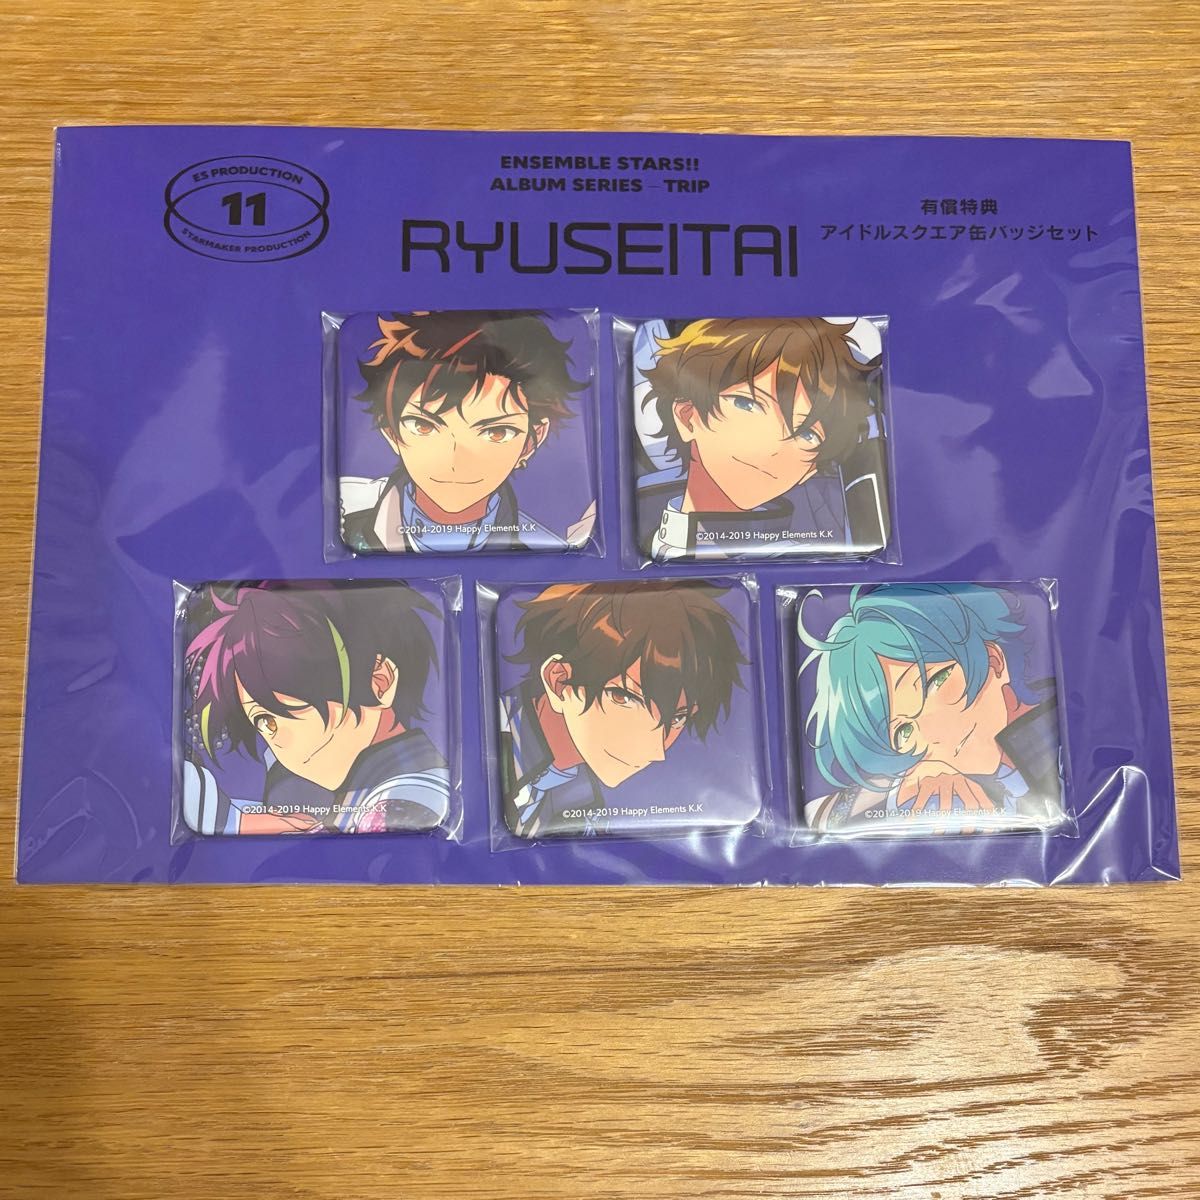 ES PRODUCTION
11
STARMAKER PRODUCTION
ENSEMBLE STARS!!
ALBUM SERIES – TRIP
RYUSEITAI
有償特典
アイドルスクエア缶バッジセット
©2014-2019 Happy Elements K.K
©2014-2019 Happy Elements K.K
©2014-2019 Happy Elements K.K
©2014-2019 Happy Elements K.K
©2014-2019 Happy Elements K.K